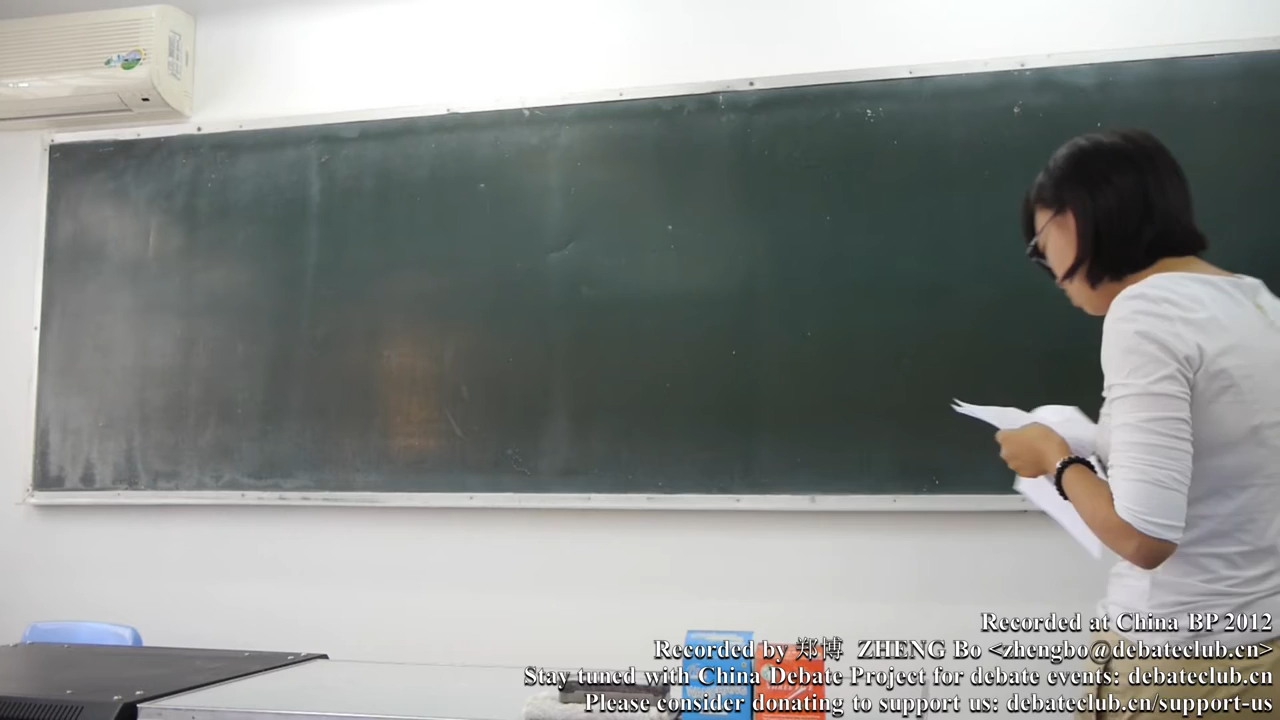 Recorded at China BP 2012
Recorded by 郑博 ZHENG Bo <zhengbo@debateclub.cn>
Stay tuned with China Debate Project for debate events: debateclub.cn
Please consider donating to support us: debateclub.cn/support-us